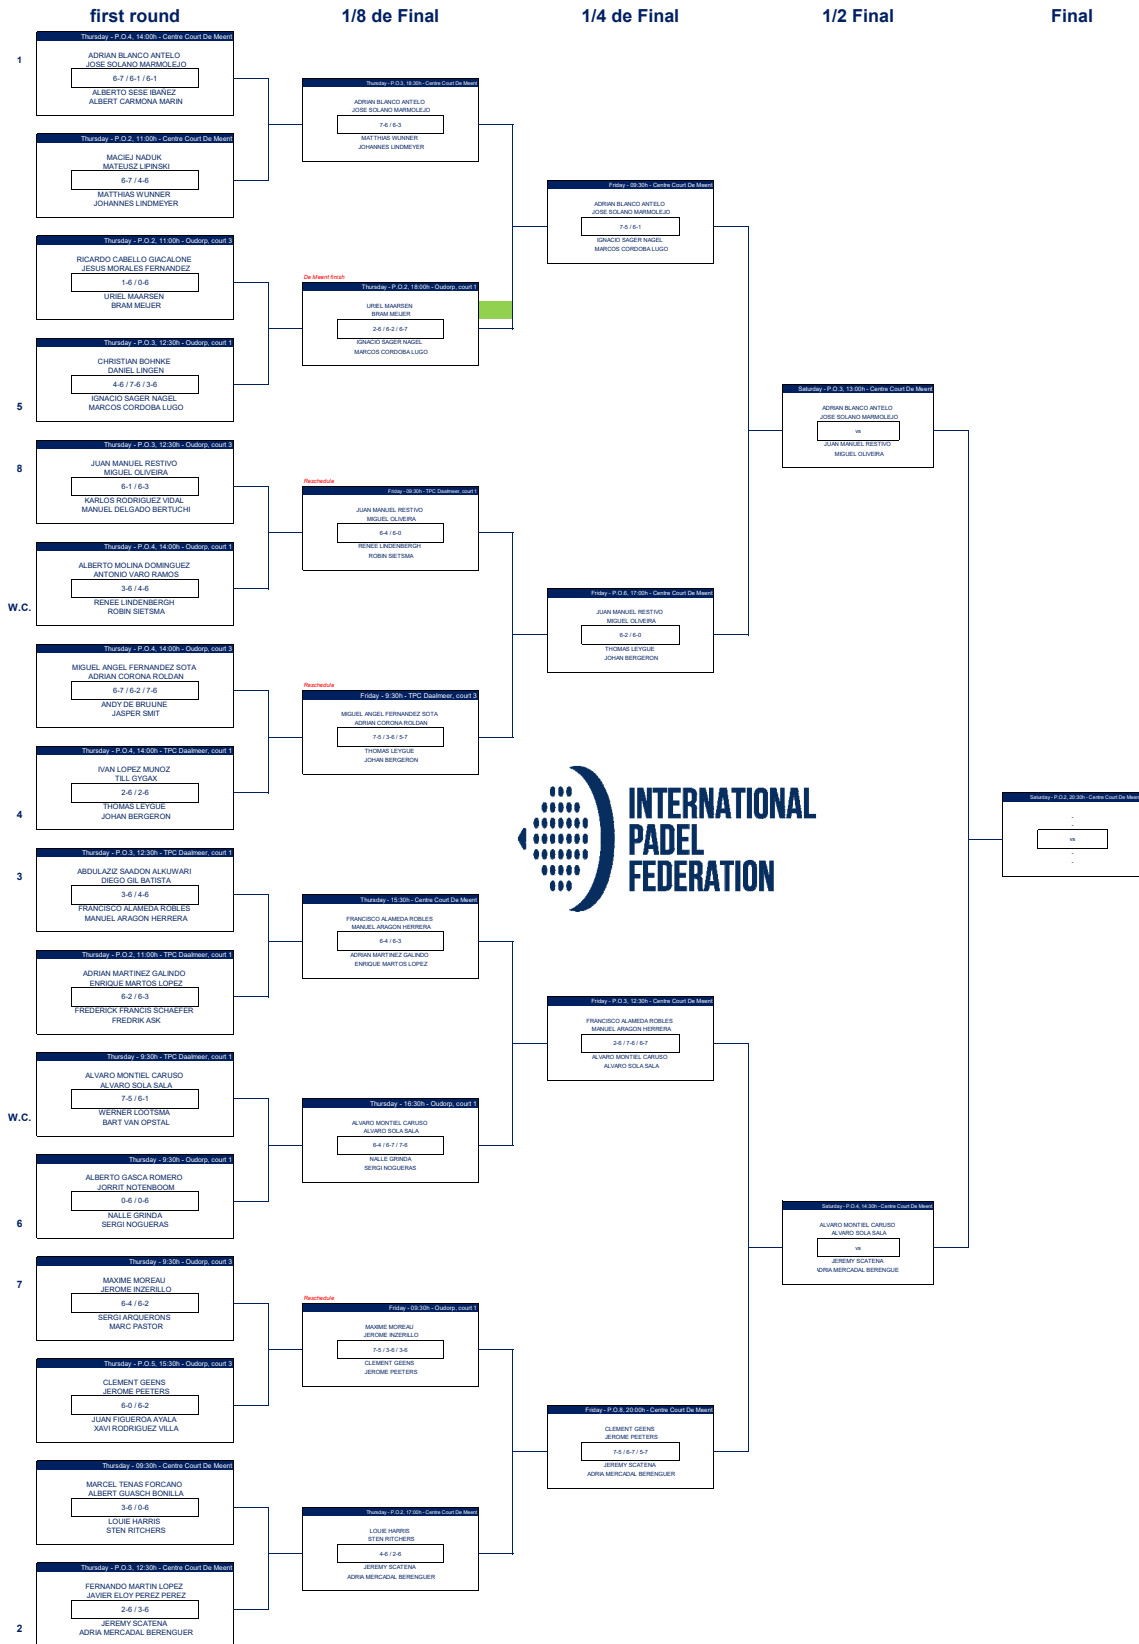 first round
1/8 de Final
1/4 de Final
1/2 Final
Final
1
Thursday - P.O.4, 14:00h - Centre Court De Meent
ADRIAN BLANCO ANTELO
JOSE SOLANO MARMOLEJO
6-7 / 6-1 / 6-1
ALBERTO SESE IBAÑEZ
ALBERT CARMONA MARIN
Thursday - P.O.2, 11:00h - Centre Court De Meent
MACIEJ NADUK
MATEUSZ LIPINSKI
6-7 / 4-6
MATTHIAS WUNNER
JOHANNES LINDMEYER
Thursday - P.O.2, 11:00h - Oudorp, court 3
RICARDO CABELLO GIACALONE
JESUS MORALES FERNANDEZ
1-6 / 0-6
URIEL MAARSEN
BRAM MEIJER
Thursday - P.O.3, 12:30h - Oudorp, court 1
CHRISTIAN BOHNKE
DANIEL LINGEN
4-6 / 7-6 / 3-6
IGNACIO SAGER NAGEL
MARCOS CORDOBA LUGO
5
Thursday - P.O.3, 12:30h - Oudorp, court 3
8
JUAN MANUEL RESTIVO
MIGUEL OLIVEIRA
6-1 / 6-3
KARLOS RODRIGUEZ VIDAL
MANUEL DELGADO BERTUCHI
Thursday - P.O.4, 14:00h - Oudorp, court 1
ALBERTO MOLINA DOMINGUEZ
ANTONIO VARO RAMOS
3-6 / 4-6
RENEE LINDENBERGH
ROBIN SIETSMA
W.C.
Thursday - P.O.4, 14:00h - Oudorp, court 3
MIGUEL ANGEL FERNANDEZ SOTA
ADRIAN CORONA ROLDAN
6-7 / 6-2 / 7-6
ANDY DE BRUIJNE
JASPER SMIT
Thursday - P.O.4, 14:00h - TPC Daalmeer, court 1
IVAN LOPEZ MUNOZ
TILL GYGAX
2-6 / 2-6
THOMAS LEYGUE
JOHAN BERGERON
4
Thursday - P.O.3, 12:30h - TPC Daalmeer, court 1
3
ABDULAZIZ SAADON ALKUWARI
DIEGO GIL BATISTA
3-6 / 4-6
FRANCISCO ALAMEDA ROBLES
MANUEL ARAGON HERRERA
Thursday - P.O.2, 11:00h - TPC Daalmeer, court 1
ADRIAN MARTINEZ GALINDO
ENRIQUE MARTOS LOPEZ
6-2 / 6-3
FREDERICK FRANCIS SCHAEFER
FREDRIK ASK
Thursday - 9:30h - TPC Daalmeer, court 1
ALVARO MONTIEL CARUSO
ALVARO SOLA SALA
7-5 / 6-1
WERNER LOOTSMA
BART VAN OPSTAL
W.C.
Thursday - 9:30h - Oudorp, court 1
ALBERTO GASCA ROMERO
JORRIT NOTENBOOM
0-6 / 0-6
NALLE GRINDA
SERGI NOGUERAS
6
Thursday - 9:30h - Oudorp, court 3
7
MAXIME MOREAU
JEROME INZERILLO
6-4 / 6-2
SERGI ARQUERONS
MARC PASTOR
Thursday - P.O.5, 15:30h - Oudorp, court 3
CLEMENT GEENS
JEROME PEETERS
6-0 / 6-2
JUAN FIGUEROA AYALA
XAVI RODRIGUEZ VILLA
Thursday - 09:30h - Centre Court De Meent
MARCEL TENAS FORCANO
ALBERT GUASCH BONILLA
3-6 / 0-6
LOUIE HARRIS
STEN RITCHERS
Thursday - P.O.3, 12:30h - Centre Court De Meent
FERNANDO MARTIN LOPEZ
JAVIER ELOY PEREZ PEREZ
2-6 / 3-6
JEREMY SCATENA
ADRIA MERCADAL BERENGUER
2
Thursday - P.O.3, 18:30h - Centre Court De Meent
ADRIAN BLANCO ANTELO
JOSE SOLANO MARMOLEJO
7-6 / 6-3
MATTHIAS WUNNER
JOHANNES LINDMEYER
De Meent finish
Thursday - P.O.2, 18:00h - Oudorp, court 1
URIEL MAARSEN
BRAM MEIJER
2-6 / 6-2 / 6-7
IGNACIO SAGER NAGEL
MARCOS CORDOBA LUGO
Reschedule
Friday - 09:30h - TPC Daalmeer, court 1
JUAN MANUEL RESTIVO
MIGUEL OLIVEIRA
6-4 / 6-0
RENEE LINDENBERGH
ROBIN SIETSMA
Reschedule
Friday - 9:30h - TPC Daalmeer, court 3
MIGUEL ANGEL FERNANDEZ SOTA
ADRIAN CORONA ROLDAN
7-5 / 3-6 / 5-7
THOMAS LEYGUE
JOHAN BERGERON
Thursday - 15:30h - Centre Court De Meent
FRANCISCO ALAMEDA ROBLES
MANUEL ARAGON HERRERA
6-4 / 6-3
ADRIAN MARTINEZ GALINDO
ENRIQUE MARTOS LOPEZ
Thursday - 16:30h - Oudorp, court 1
ALVARO MONTIEL CARUSO
ALVARO SOLA SALA
6-4 / 6-7 / 7-6
NALLE GRINDA
SERGI NOGUERAS
Reschedule
Friday - 09:30h - Oudorp, court 1
MAXIME MOREAU
JEROME INZERILLO
7-5 / 3-6 / 3-6
CLEMENT GEENS
JEROME PEETERS
Thursday - P.O.2, 17:00h - Centre Court De Meent
LOUIE HARRIS
STEN RITCHERS
4-6 / 2-6
JEREMY SCATENA
ADRIA MERCADAL BERENGUER
Friday - 09:30h - Centre Court De Meent
ADRIAN BLANCO ANTELO
JOSE SOLANO MARMOLEJO
7-5 / 6-1
IGNACIO SAGER NAGEL
MARCOS CORDOBA LUGO
Friday - P.O.6, 17:00h - Centre Court De Meent
JUAN MANUEL RESTIVO
MIGUEL OLIVEIRA
6-2 / 6-0
THOMAS LEYGUE
JOHAN BERGERON
INTERNATIONAL
PADEL
FEDERATION
Friday - P.O.3, 12:30h - Centre Court De Meent
FRANCISCO ALAMEDA ROBLES
MANUEL ARAGON HERRERA
2-6 / 7-6 / 6-7
ALVARO MONTIEL CARUSO
ALVARO SOLA SALA
Friday - P.O.8, 20:00h - Centre Court De Meent
CLEMENT GEENS
JEROME PEETERS
7-5 / 6-7 / 5-7
JEREMY SCATENA
ADRIA MERCADAL BERENGUER
Saturday - P.O.3, 13:00h - Centre Court De Meent
ADRIAN BLANCO ANTELO
JOSE SOLANO MARMOLEJO
vs
JUAN MANUEL RESTIVO
MIGUEL OLIVEIRA
Saturday - P.O.4, 14:30h - Centre Court De Meent
ALVARO MONTIEL CARUSO
ALVARO SOLA SALA
vs
JEREMY SCATENA
ADRIA MERCADAL BERENGUE
Saturday - P.O.2, 20:30h - Centre Court De Meent
-
-
vs
-
-